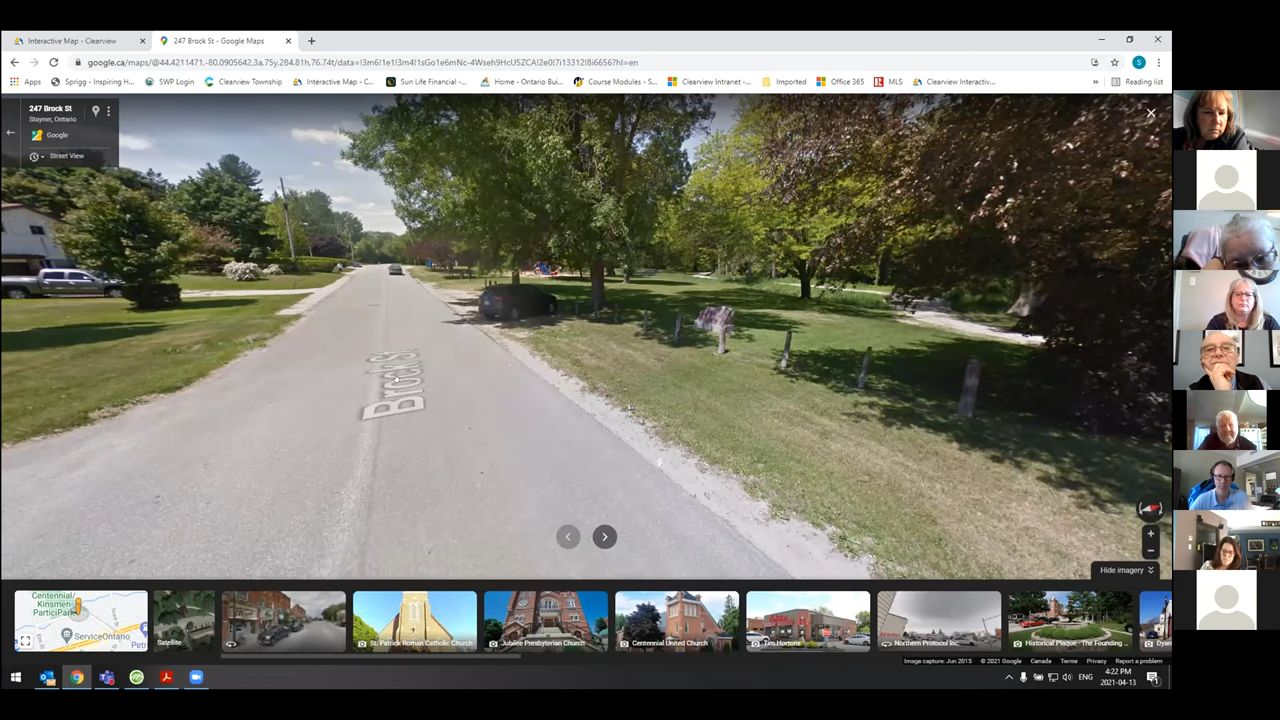 Interactive Map - Clearview
247 Brock St - Google Maps
google.ca/maps/@44.4211471,-80.0905642,3a,75y,284.81h,76.74t/data=!3m6!1e1!3m4!1sGo1e6mNc-4Wseh9HcU5ZCA!2e0!7i13312!8i6656?hl=en
S
Apps
Sprigg - Inspiring H...
SWP Login
Clearview Township
Interactive Map - C...
Sun Life Financial -...
Home - Ontario Buil...
Course Modules - S...
Clearview Intranet -...
Imported
Office 365
MLS
Clearview Interactiv...
»
Reading list
247 Brock St
Stayner, Ontario
Google
Street View
Brock St
Hide imagery
Centennial/
Kinsmen
ParticiPark
ServiceOntario
Satellite
St. Patrick Roman Catholic Church
Jubilee Presbyterian Church
Centennial United Church
Tim Hortons
Northern Protocol Inc.
Historical Plaque - The Founding ...
Image capture: Jun 2015 © 2021 Google Canada Terms Privacy Report a problem
ENG
4:22 PM
2021-04-13